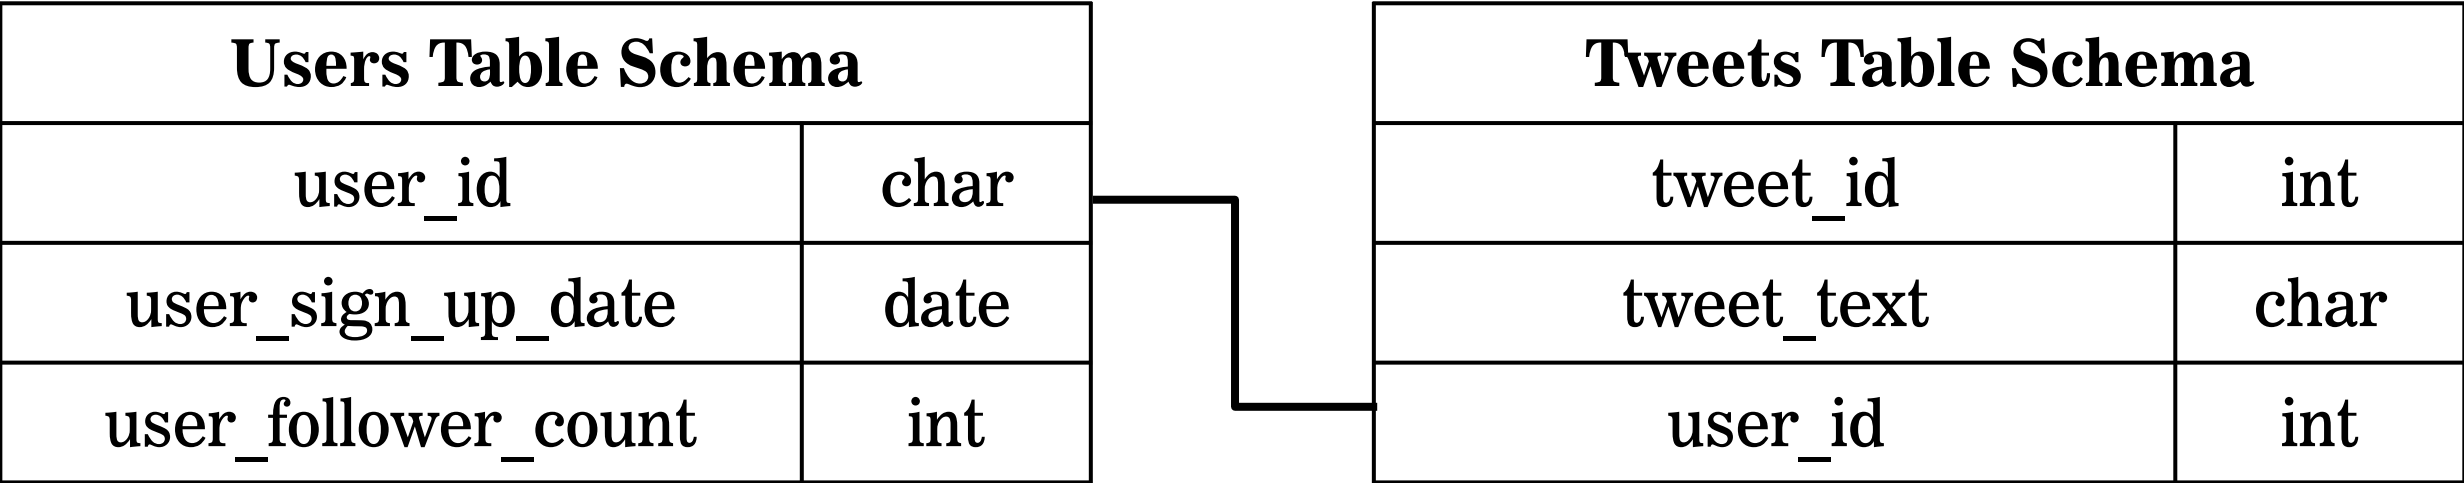 Users Table Schema
user_id char
user_sign_up_date date
user_follower_count int
Tweets Table Schema
tweet_id int
tweet_text char
user_id int